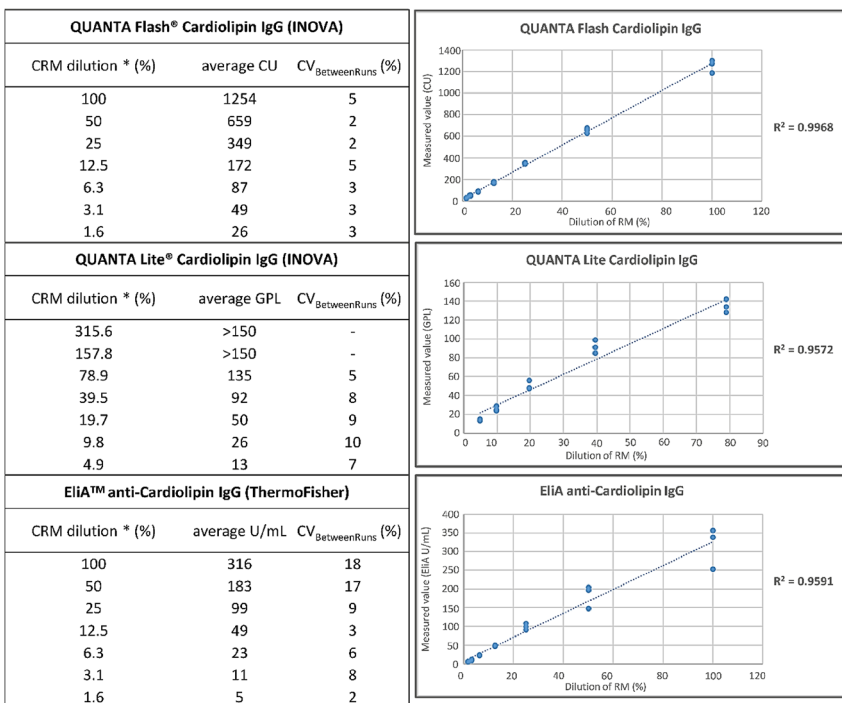 QUANTA Flash® Cardiolipin IgG (INOVA)
CRM dilution * (%) average CU CV_BetweenRuns (%)
100 1254 5
50 659 2
25 349 2
12.5 172 5
6.3 87 3
3.1 49 3
1.6 26 3
QUANTA Flash Cardiolipin IgG
Measured value (CU)
1400
1200
1000
800
600
400
200
0
0 20 40 60 80 100 120
Dilution of RM (%)
R² = 0.9968
QUANTA Lite® Cardiolipin IgG (INOVA)
CRM dilution * (%) average GPL CV_BetweenRuns (%)
315.6 >150 -
157.8 >150 -
78.9 135 5
39.5 92 8
19.7 50 9
9.8 26 10
4.9 13 7
QUANTA Lite Cardiolipin IgG
Measured value (GPL)
160
140
120
100
80
60
40
20
0
0 10 20 30 40 50 60 70 80 90
Dilution of RM (%)
R² = 0.9572
EliA™ anti-Cardiolipin IgG (ThermoFisher)
CRM dilution * (%) average U/mL CV_BetweenRuns (%)
100 316 18
50 183 17
25 99 9
12.5 49 3
6.3 23 6
3.1 11 8
1.6 5 2
EliA anti-Cardiolipin IgG
Measured value (EliA U/mL)
400
350
300
250
200
150
100
50
0
0 20 40 60 80 100 120
Dilution of RM (%)
R² = 0.9591